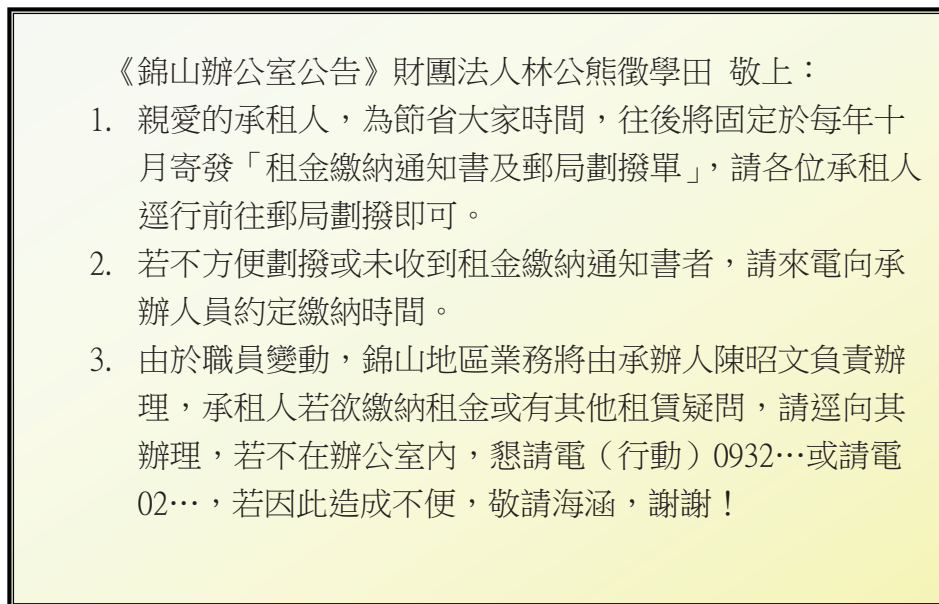 《錦山辦公室公告》財團法人林公熊徵學田 敬上：
1. 親愛的承租人，為節省大家時間，往後將固定於每年十
月寄發「租金繳納通知書及郵局劃撥單」，請各位承租人
逕行前往郵局劃撥即可。
2. 若不方便劃撥或未收到租金繳納通知書者，請來電向承
辦人員約定繳納時間。
3. 由於職員變動，錦山地區業務將由承辦人陳昭文負責辦
理，承租人若欲繳納租金或有其他租賃疑問，請逕向其
辦理，若不在辦公室內，懇請電（行動）0932…或請電
02…，若因此造成不便，敬請海涵，謝謝！